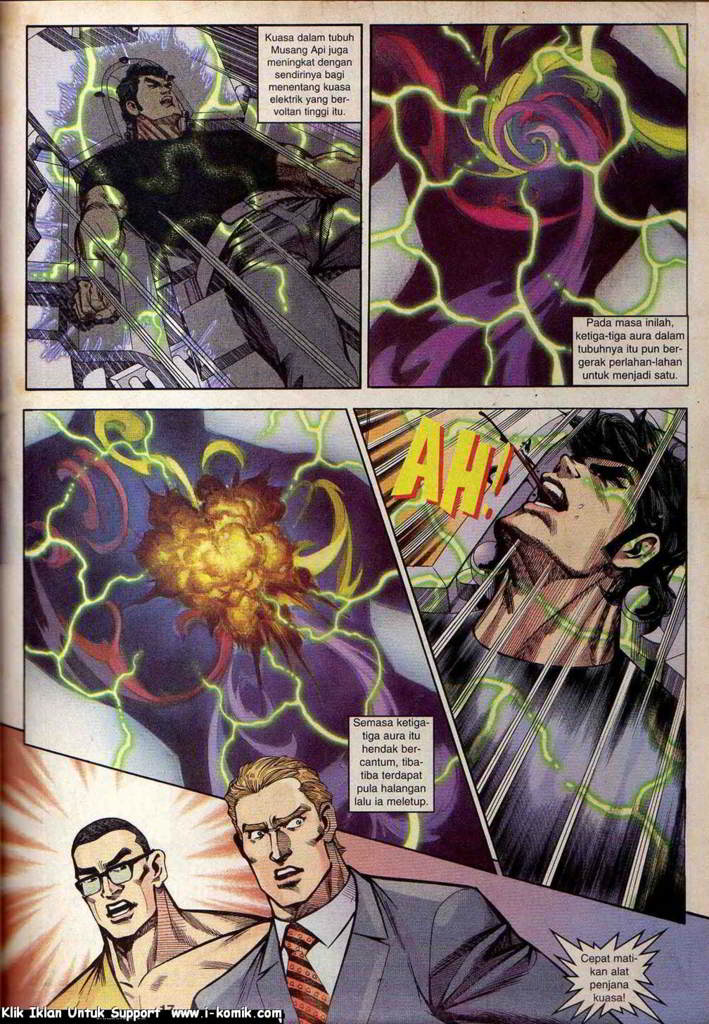 Kuasa dalam tubuh
Musang Api juga
meningkat dengan
sendirinya bagi
menentang kuasa
elektrik yang ber-
voltan tinggi itu.
Pada masa inilah,
ketiga-tiga aura dalam
tubuhnya itu pun ber-
gerak perlahan-lahan
untuk menjadi satu.
Semasa ketiga-
tiga aura itu
hendak ber-
cantum, tiba-
tiba terdapat
pula halangan
lalu ia meletup.
AH!
Cepat mati-
kan alat
penjana
kuasa!
17
Klik Iklan Untuk Support "www.i-komik.com"